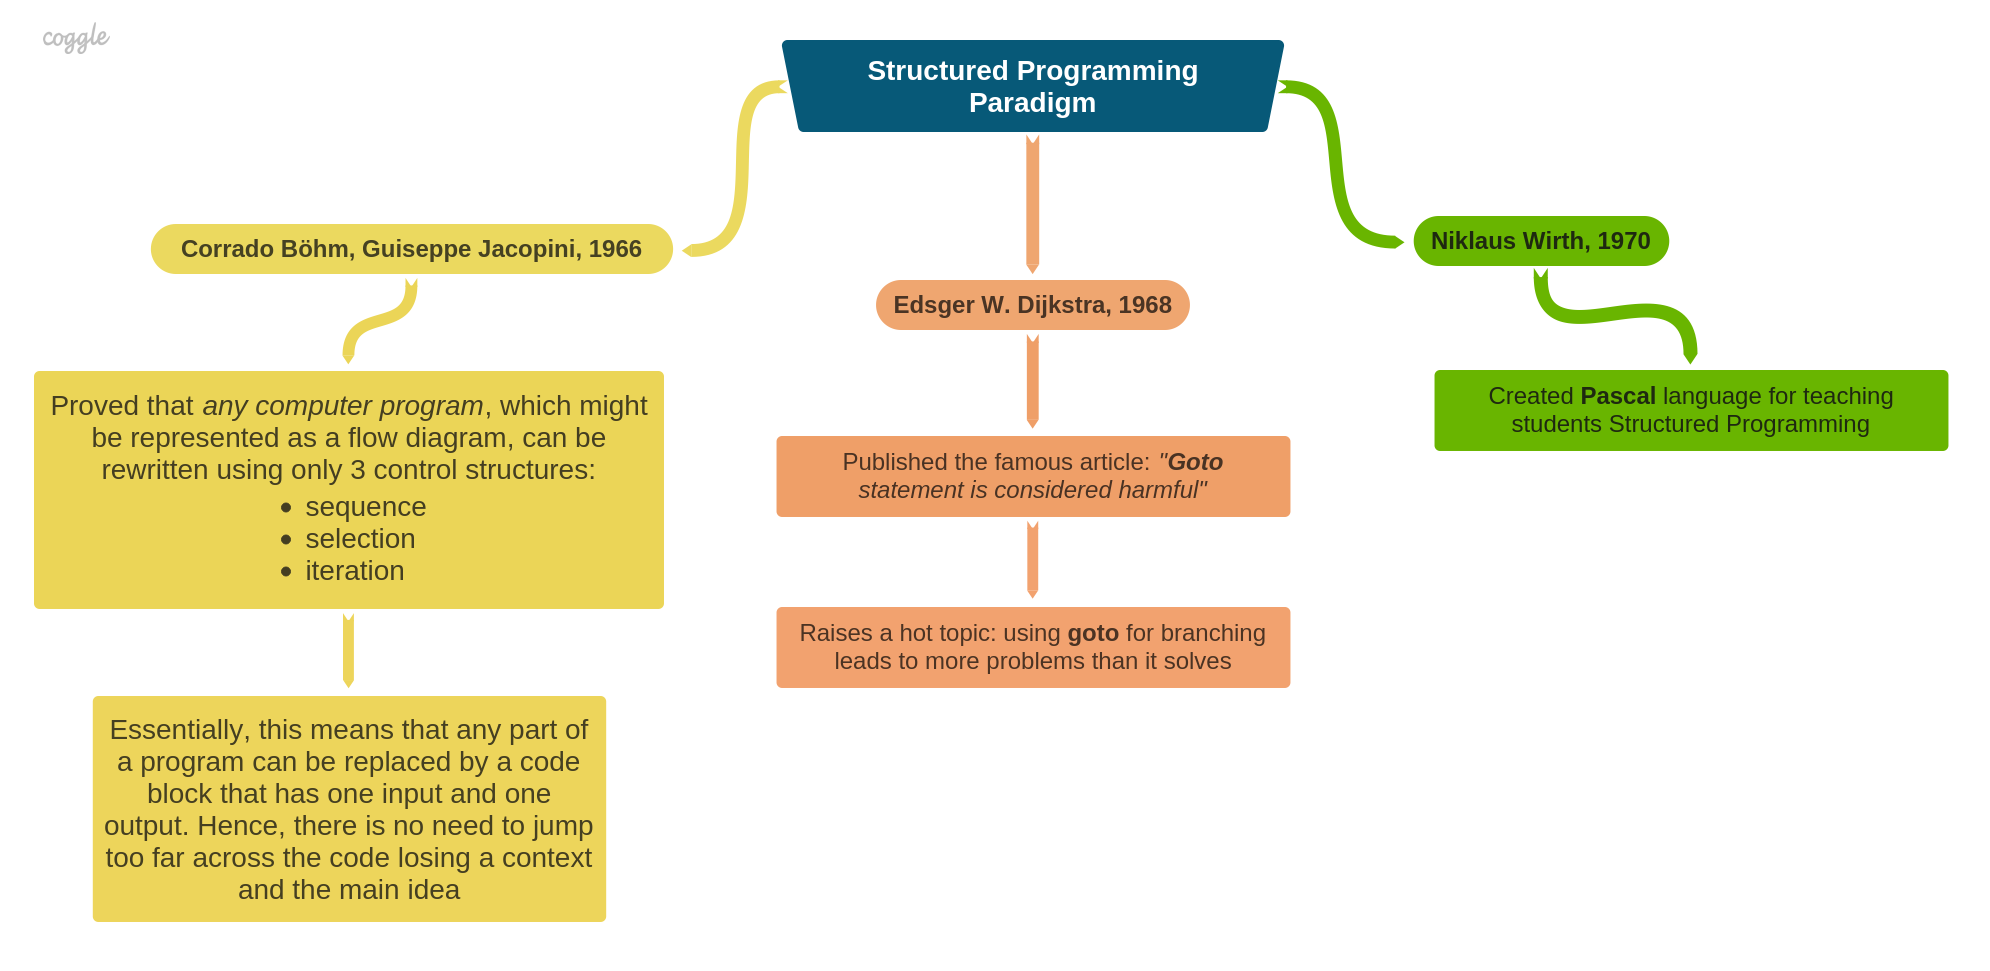 coggle
Structured Programming
Paradigm
Corrado Böhm, Guiseppe Jacopini, 1966
Proved that any computer program, which might
be represented as a flow diagram, can be
rewritten using only 3 control structures:
• sequence
• selection
• iteration
Essentially, this means that any part of
a program can be replaced by a code
block that has one input and one
output. Hence, there is no need to jump
too far across the code losing a context
and the main idea
Edsger W. Dijkstra, 1968
Published the famous article: "Goto
statement is considered harmful"
Raises a hot topic: using goto for branching
leads to more problems than it solves
Niklaus Wirth, 1970
Created Pascal language for teaching
students Structured Programming